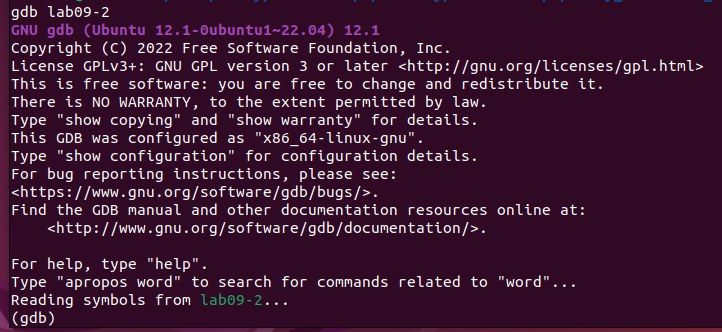 gdb lab09-2
GNU gdb (Ubuntu 12.1-0ubuntu1~22.04) 12.1
Copyright (C) 2022 Free Software Foundation, Inc.
License GPLv3+: GNU GPL version 3 or later <http://gnu.org/licenses/gpl.html>
This is free software: you are free to change and redistribute it.
There is NO WARRANTY, to the extent permitted by law.
Type "show copying" and "show warranty" for details.
This GDB was configured as "x86_64-linux-gnu".
Type "show configuration" for configuration details.
For bug reporting instructions, please see:
<https://www.gnu.org/software/gdb/bugs/>.
Find the GDB manual and other documentation resources online at:
    <http://www.gnu.org/software/gdb/documentation/>.

For help, type "help".
Type "apropos word" to search for commands related to "word"...
Reading symbols from lab09-2...
(gdb)